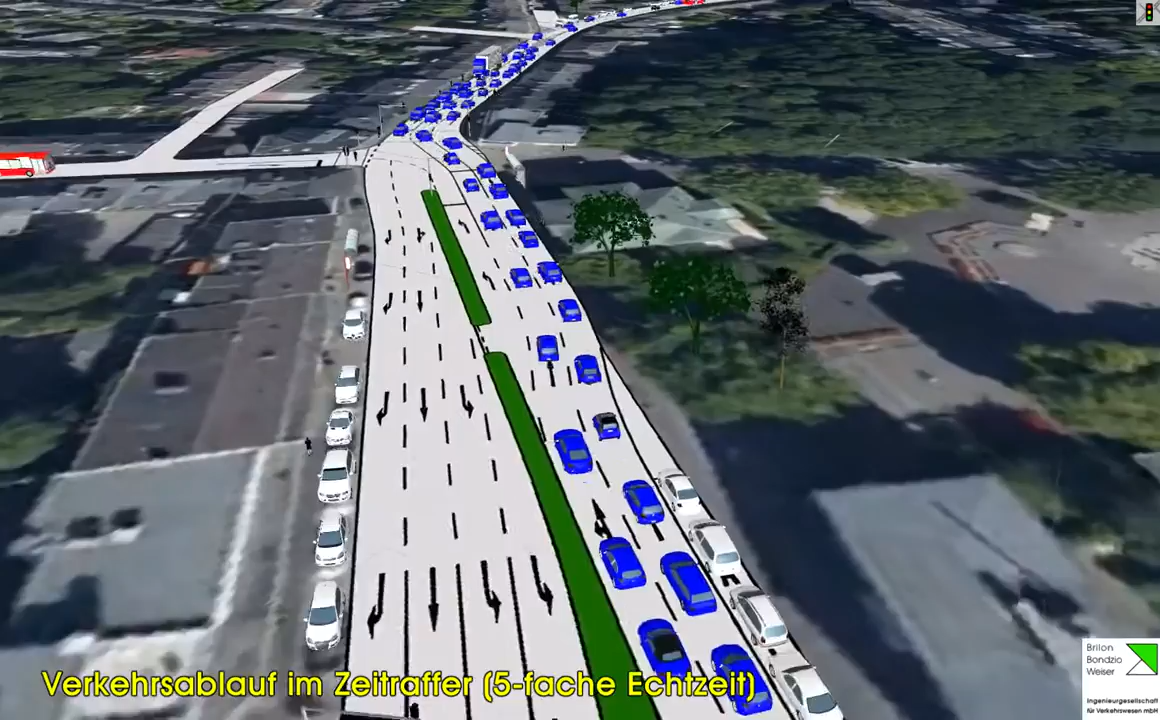 Verkehrsablauf im Zeitraffer (5-fache Echtzeit)
Brilon
Bondzio
Weiser
Ingenieurgesellschaft
für Verkehrswesen mbH